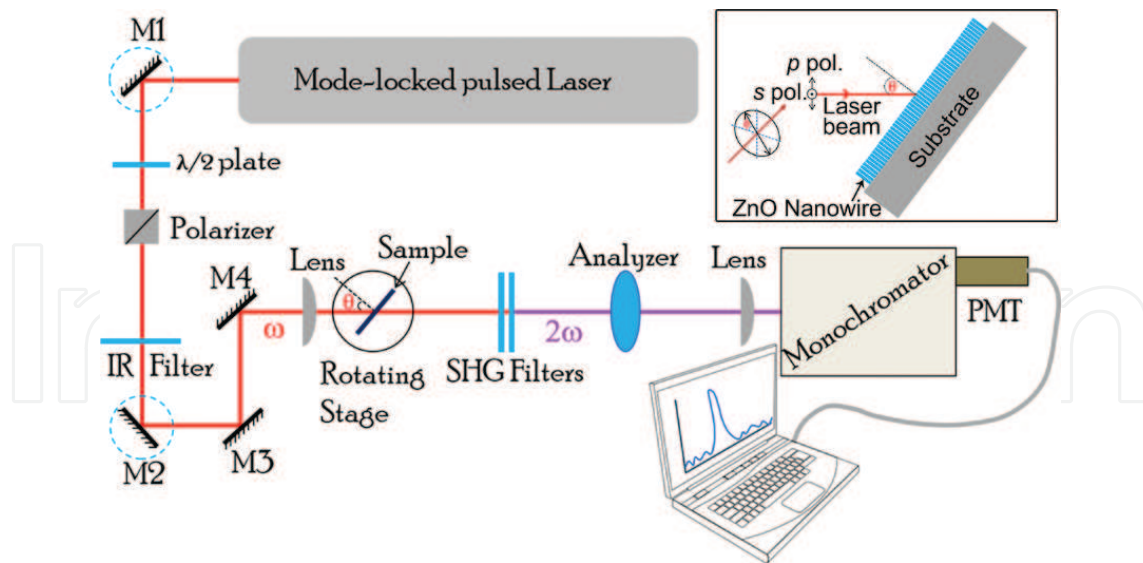 M1
Mode-locked pulsed Laser
λ/2 plate
Polarizer
M4
Lens
Sample
θ
ω
Rotating
Stage
IR Filter
M2
M3
SHG Filters
2ω
Analyzer
Lens
Monochromator
PMT
p pol.
s pol.
θ
Laser
beam
Substrate
ZnO Nanowire